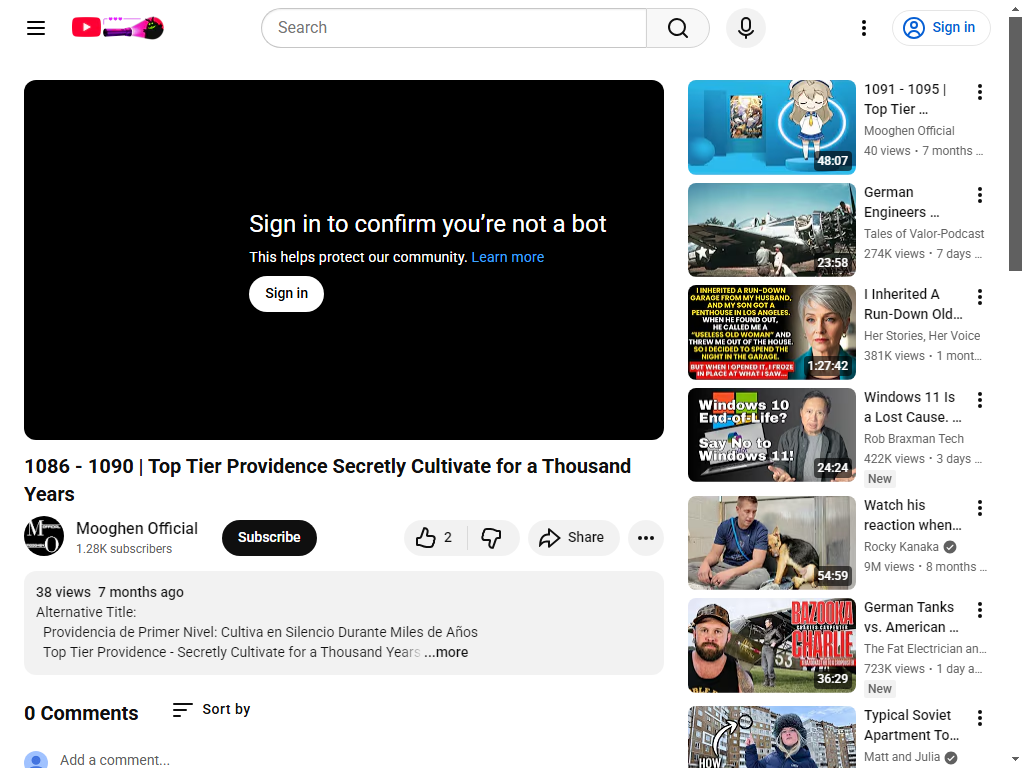 Search
Sign in
Sign in to confirm you're not a bot
This helps protect our community. Learn more
Sign in
1086 - 1090 | Top Tier Providence Secretly Cultivate for a Thousand
Years
Mooghen Official
1.28K subscribers
Subscribe
2
Share
38 views 7 months ago
Alternative Title:
Providencia de Primer Nivel: Cultiva en Silencio Durante Miles de Años
Top Tier Providence - Secretly Cultivate for a Thousand Years ...more
0 Comments
Sort by
Add a comment...
48:07
1091 - 1095 |
Top Tier ...
Mooghen Official
40 views • 7 months ...
23:58
German
Engineers ...
Tales of Valor-Podcast
274K views • 7 days ...
I INHERITED A RUN-DOWN
GARAGE FROM MY HUSBAND,
AND MY SON GOT A
PENTHOUSE IN LOS ANGELES.
WHEN HE FOUND OUT,
HE CALLED ME A
"USELESS OLD WOMAN" AND
THREW ME OUT OF THE HOUSE.
SO I DECIDED TO SPEND THE
NIGHT IN THE GARAGE.
BUT WHEN I OPENED IT, I FROZE
IN PLACE AT WHAT I SAW...
1:27:42
I Inherited A
Run-Down Old...
Her Stories, Her Voice
381K views • 1 mont...
Windows 10
End-of-Life?
Say No to
Windows 11!
24:24
Windows 11 Is
a Lost Cause. ...
Rob Braxman Tech
422K views • 3 days ...
New
54:59
Watch his
reaction when...
Rocky Kanaka
9M views • 8 months ...
BAZOOKA
CHARLES CARPENTER
CHARLIE
53
36:29
German Tanks
vs. American ...
The Fat Electrician an...
723K views • 1 day a...
New
HOW
Typical Soviet
Apartment To...
Matt and Julia